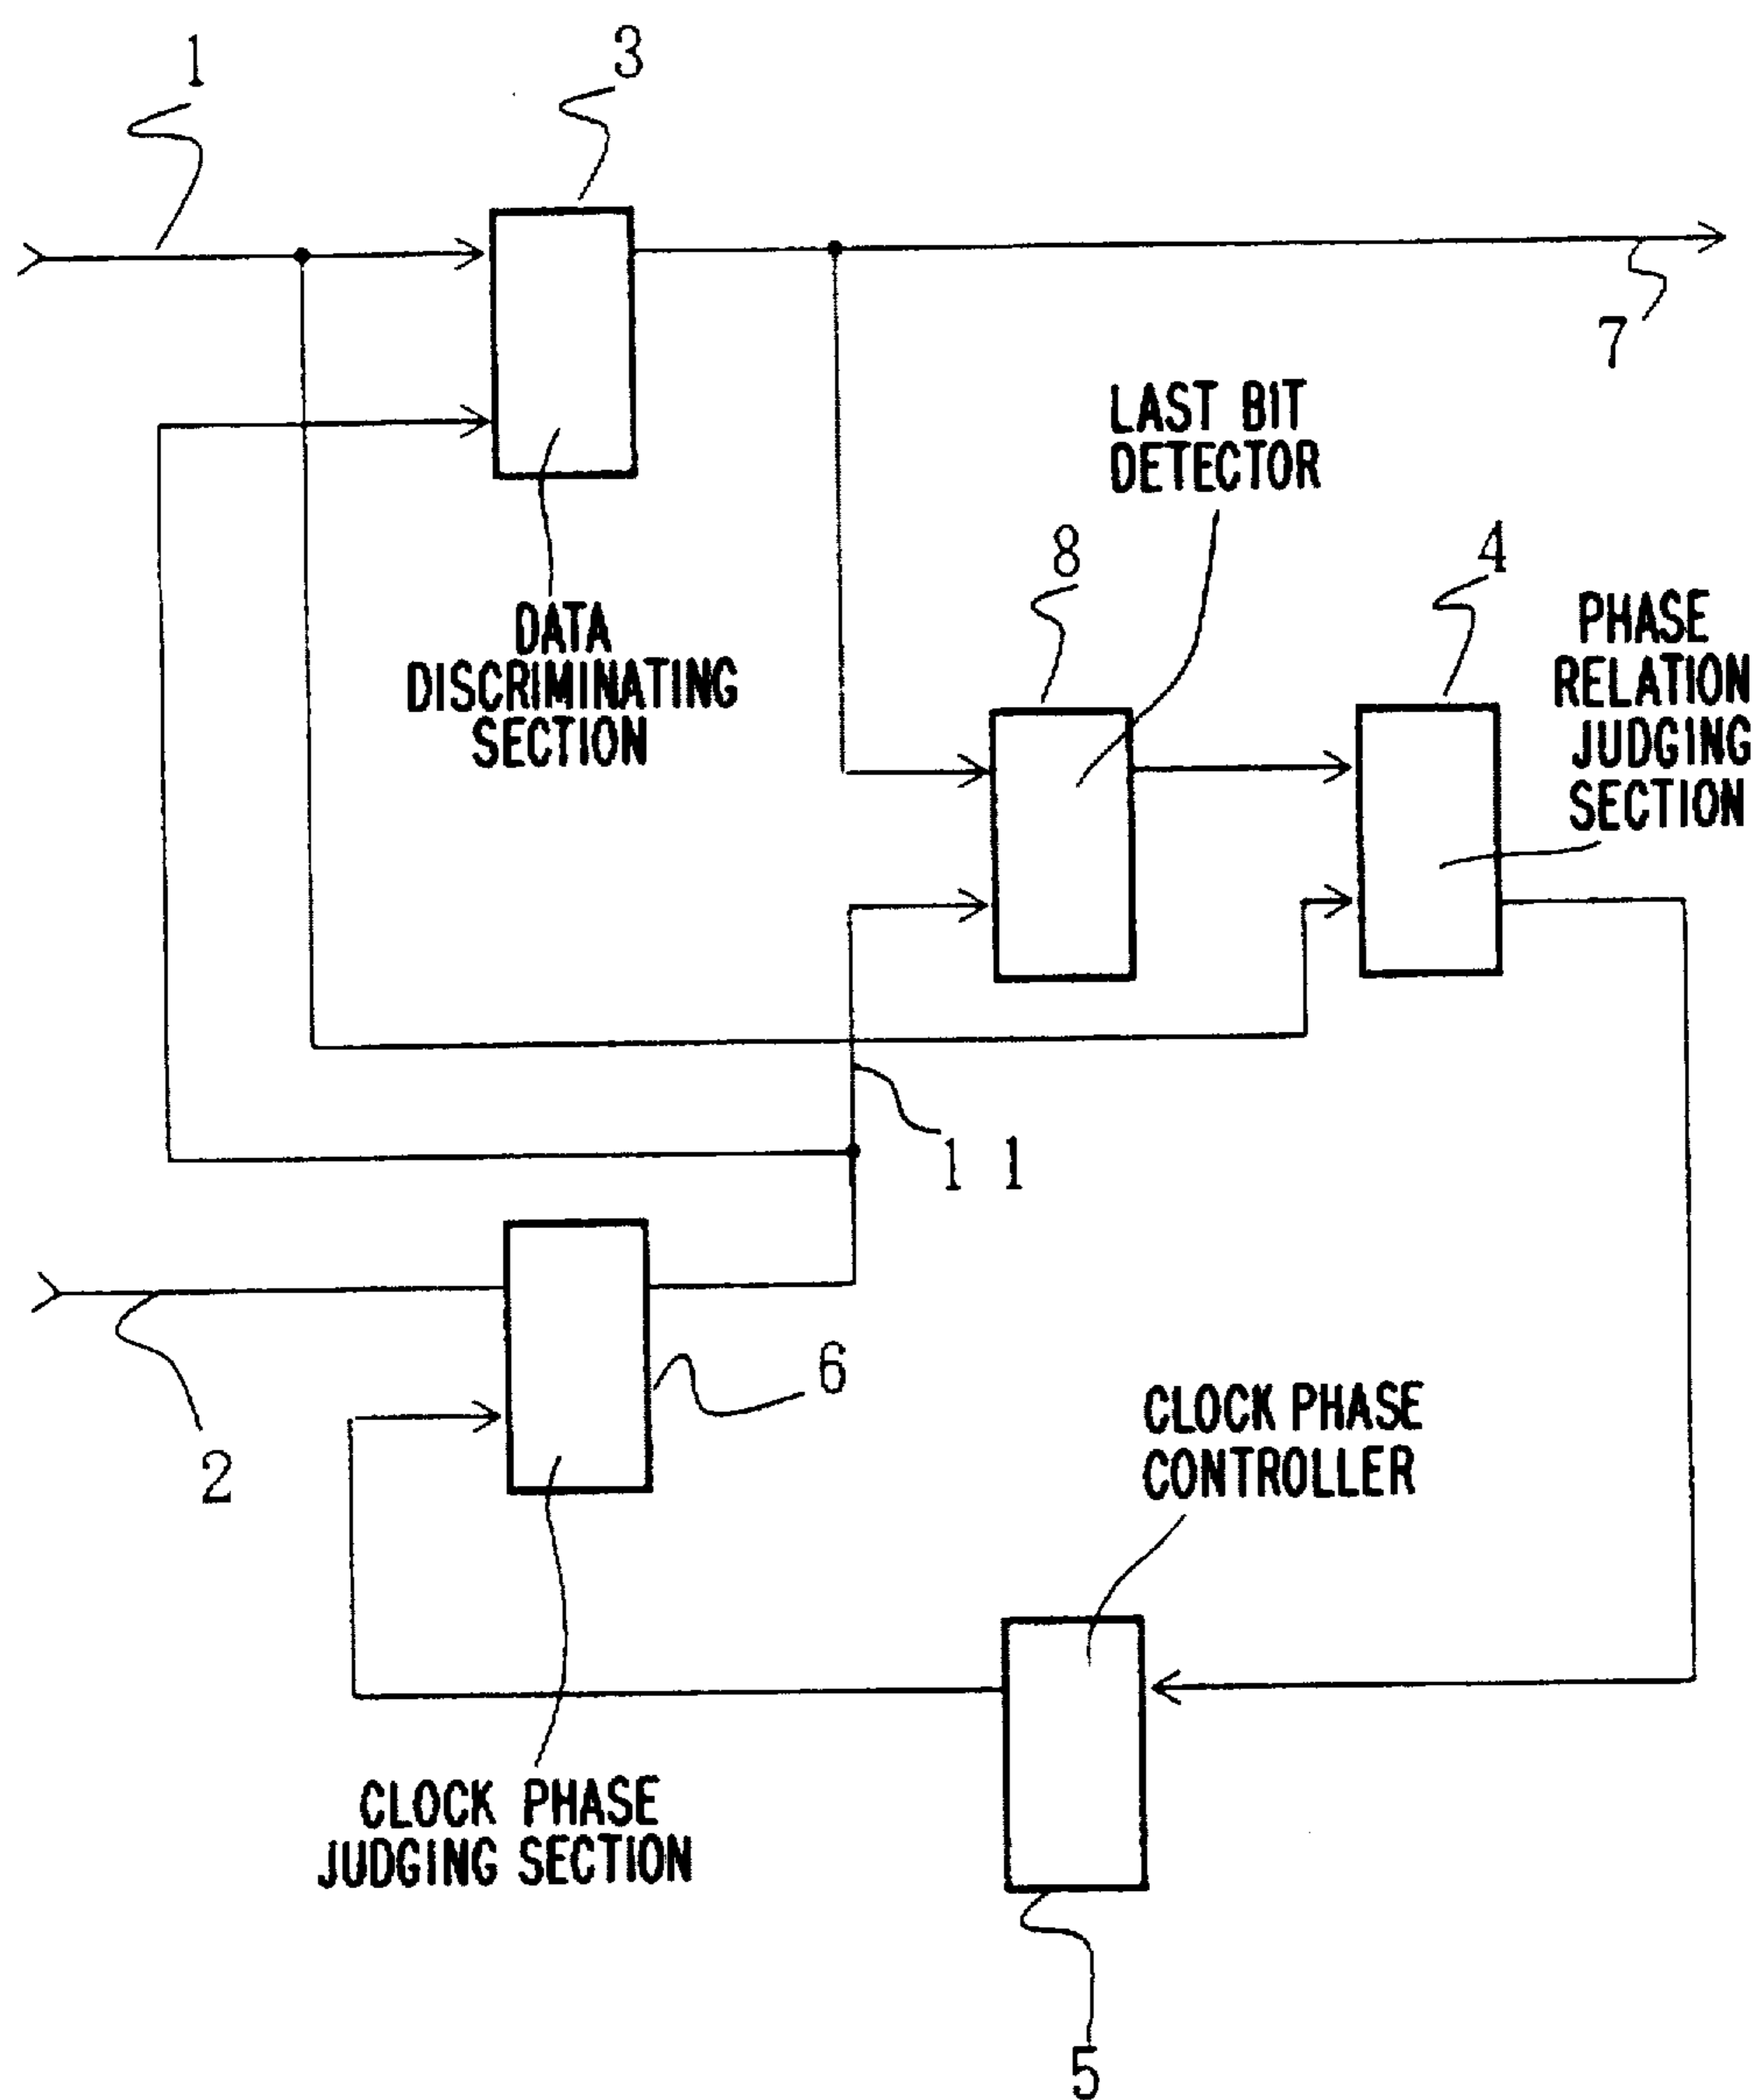 1
3
7
LAST BIT
DETECTOR
8
4
DATA
DISCRIMINATING
SECTION
PHASE
RELATION
JUDGING
SECTION
1 1
6
2
CLOCK PHASE
CONTROLLER
CLOCK PHASE
JUDGING SECTION
5